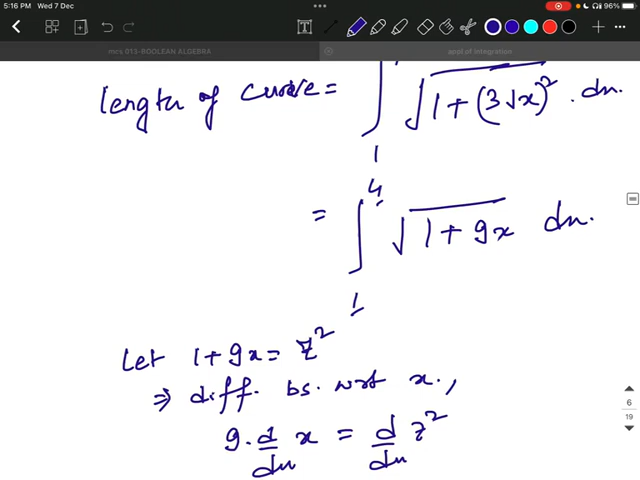 5:16 PM Wed 7 Dec
96%
mcs 013-BOOLEAN ALGEBRA
appl.of integration
length of curve = ∫₁ √(1 + (3√x)²) . dx
= ∫₁⁴ √(1 + 9x) dx.
Let 1+9x = z²
⇒ diff. bs. wrt x.,
9. d/dx x = d/dx z²
6
19